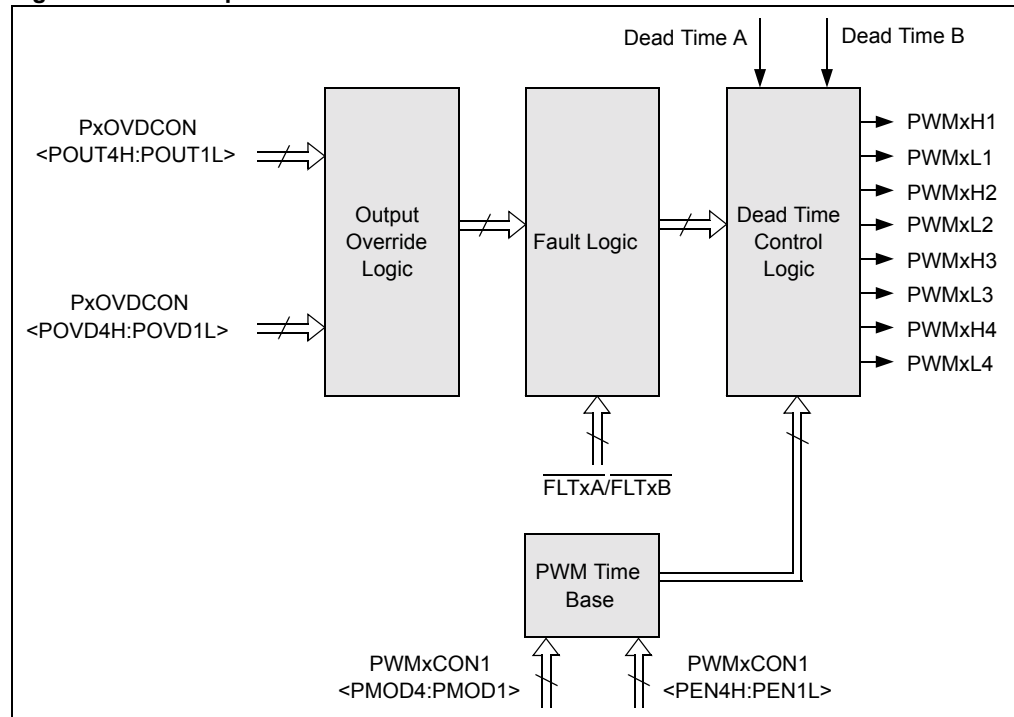 Dead Time A
Dead Time B
PxOVDCON
<POUT4H:POUT1L>
PxOVDCON
<POVD4H:POVD1L>
Output
Override
Logic
Fault Logic
Dead Time
Control
Logic
PWMxH1
PWMxL1
PWMxH2
PWMxL2
PWMxH3
PWMxL3
PWMxH4
PWMxL4
FLTxA/FLTxB
PWM Time
Base
PWMxCON1
<PMOD4:PMOD1>
PWMxCON1
<PEN4H:PEN1L>